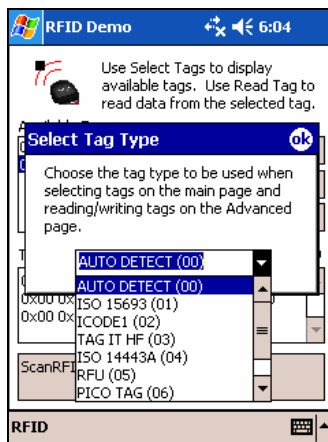 RFID Demo
6:04
Use Select Tags to display
available tags. Use Read Tag to
read data from the selected tag.
Select Tag Type
ok
Choose the tag type to be used when
selecting tags on the main page and
reading/writing tags on the Advanced
page.
AUTO DETECT (00)
AUTO DETECT (00)
ISO 15693 (01)
ICODE1 (02)
TAG IT HF (03)
ISO 14443A (04)
RFU (05)
PICO TAG (06)
0x00 0x
0x00 0x
ScanRFI
RFID